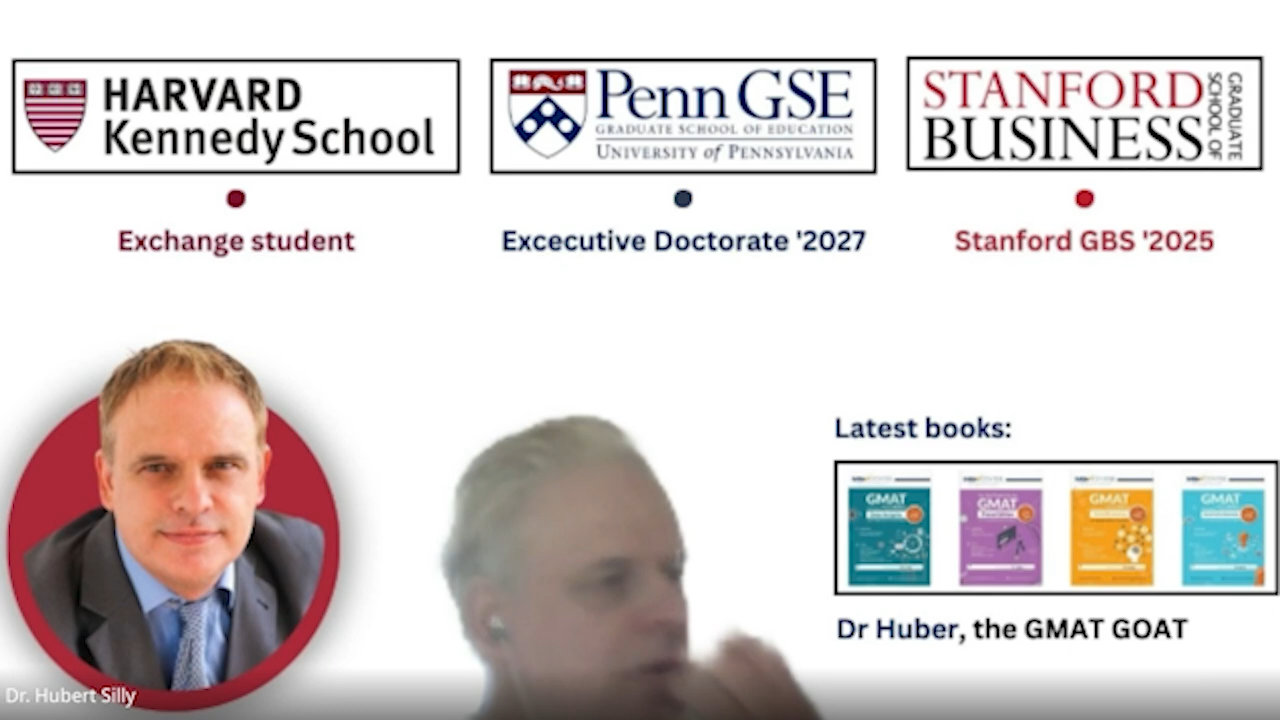 HARVARD
Kennedy School
Penn GSE
GRADUATE SCHOOL OF EDUCATION
UNIVERSITY of PENNSYLVANIA
STANFORD
BUSINESS
GRADUATE
SCHOOL OF
Exchange student
Excecutive Doctorate '2027
Stanford GBS '2025
Latest books:
GMAT
GMAT
GMAT
GMAT
Dr Huber, the GMAT GOAT
Dr. Hubert Silly